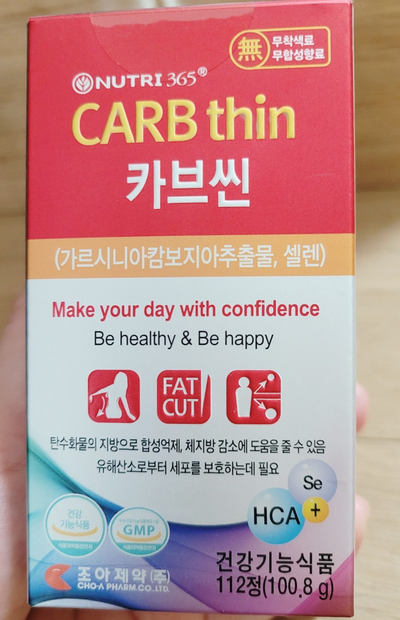 無 무착색료
무합성향료
NUTRI 365®
CARB thin
카브씬
(가르시니아캄보지아추출물, 셀렌)
Make your day with confidence
Be healthy & Be happy
FAT
CUT
탄수화물의 지방으로 합성억제, 체지방 감소에 도움을 줄 수 있음
유해산소로부터 세포를 보호하는데 필요
Se
+
HCA
건강
기능식품
GMP
건강기능식품
112정(100.8 g)
조아제약(주)
CHO-A PHARM.CO.,LTD.